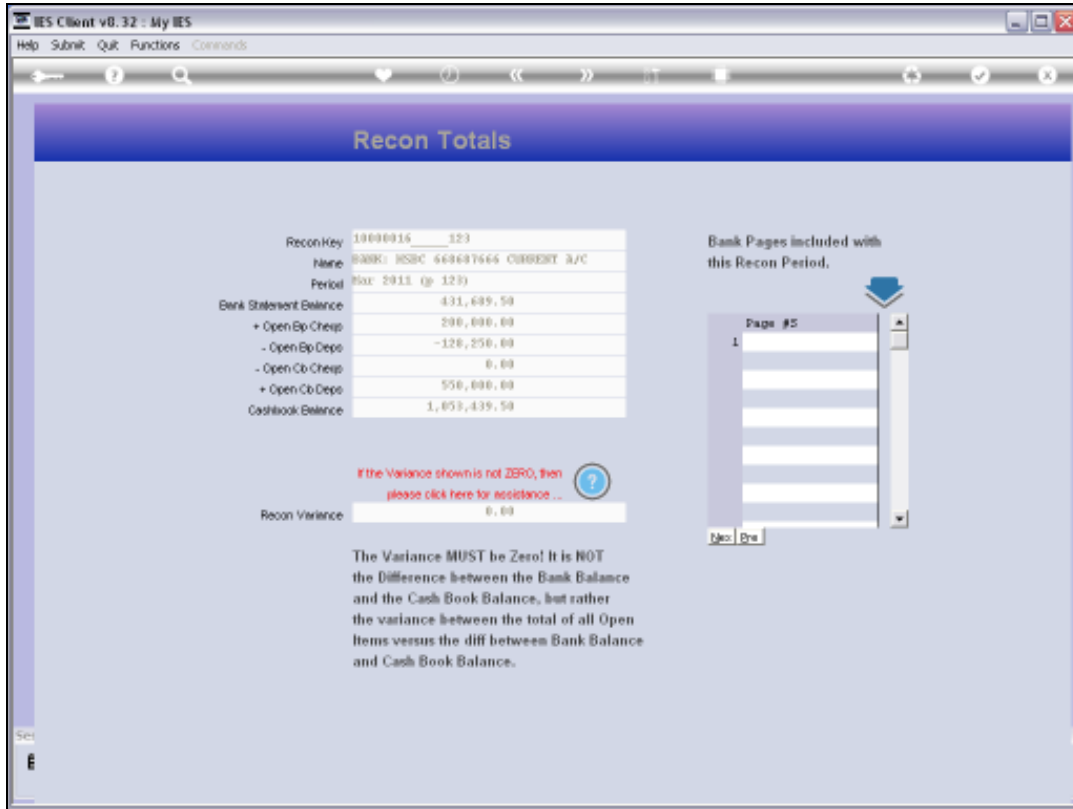 IES Client v8.32 : My IES
Help Submit Quit Functions Commands
Recon Totals
Recon Key 10000016_____123
Name BANK: HSBC 668687666 CURRENT A/C
Period Mar 2011 (p 123)
Bank Statement Balance 431,689.50
+ Open Bp Cheqs 200,000.00
- Open Bp Deps -128,250.00
- Open Cb Cheqs 0.00
+ Open Cb Deps 550,000.00
Cashbook Balance 1,053,439.50
If the Variance shown is not ZERO, then
please click here for assistance ...
Recon Variance 0.00
The Variance MUST be Zero! It is NOT
the Difference between the Bank Balance
and the Cash Book Balance, but rather
the variance between the total of all Open
Items versus the diff between Bank Balance
and Cash Book Balance.
Bank Pages included with
this Recon Period.
Page #S
1
Nex Pre
Se